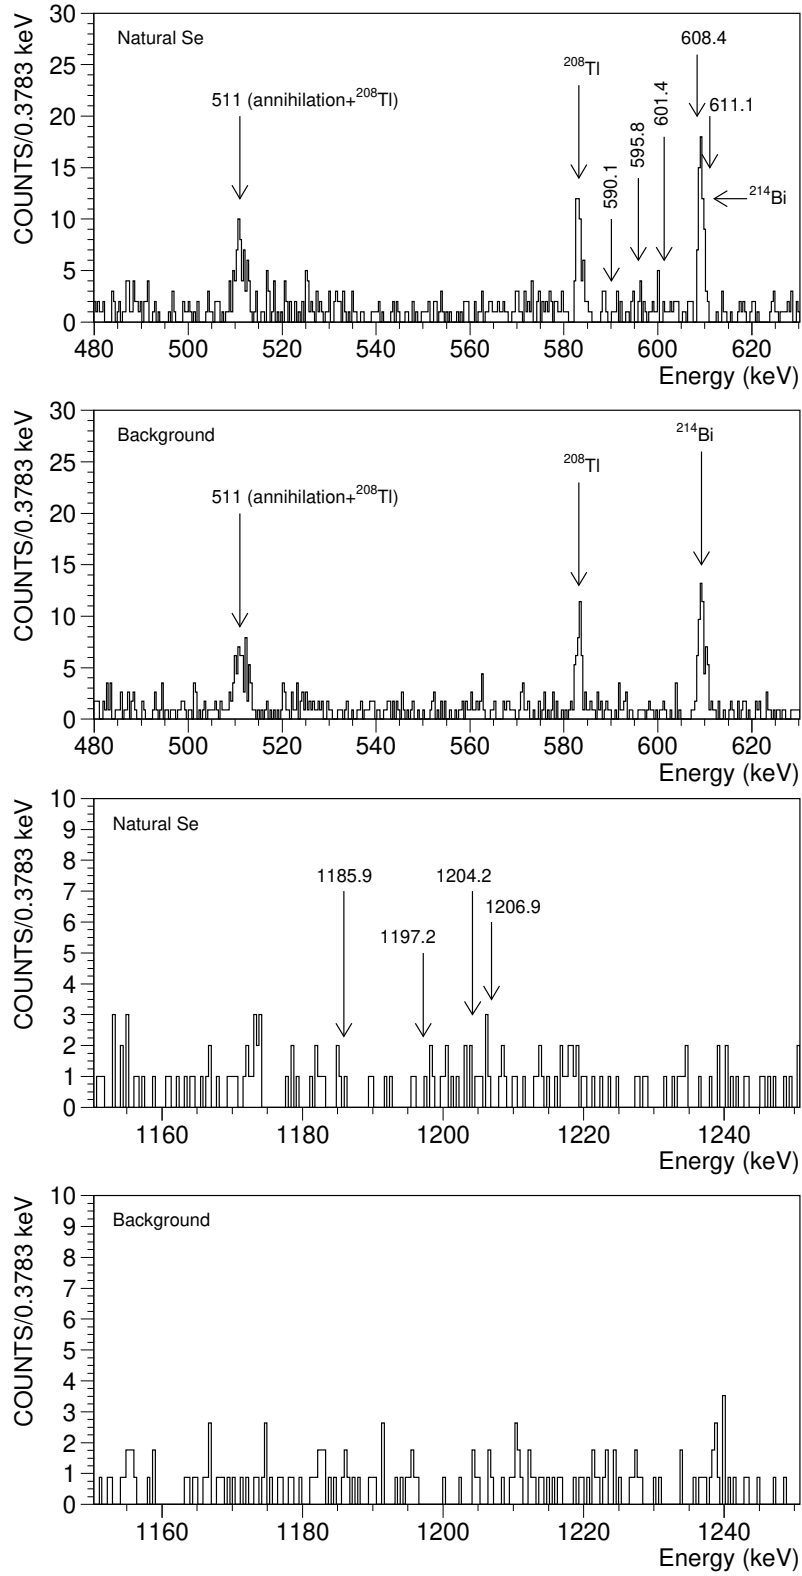 30
25
20
15
10
5
0
COUNTS/0.3783 keV
Natural Se
511 (annihilation+²⁰⁸Tl)
²⁰⁸Tl
590.1
595.8
601.4
608.4
611.1
²¹⁴Bi
480 500 520 540 560 580 600 620
Energy (keV)
30
25
20
15
10
5
0
COUNTS/0.3783 keV
Background
511 (annihilation+²⁰⁸Tl)
²⁰⁸Tl
²¹⁴Bi
480 500 520 540 560 580 600 620
Energy (keV)
10
9
8
7
6
5
4
3
2
1
0
COUNTS/0.3783 keV
Natural Se
1185.9
1197.2
1204.2
1206.9
1160 1180 1200 1220 1240
Energy (keV)
10
9
8
7
6
5
4
3
2
1
0
COUNTS/0.3783 keV
Background
1160 1180 1200 1220 1240
Energy (keV)